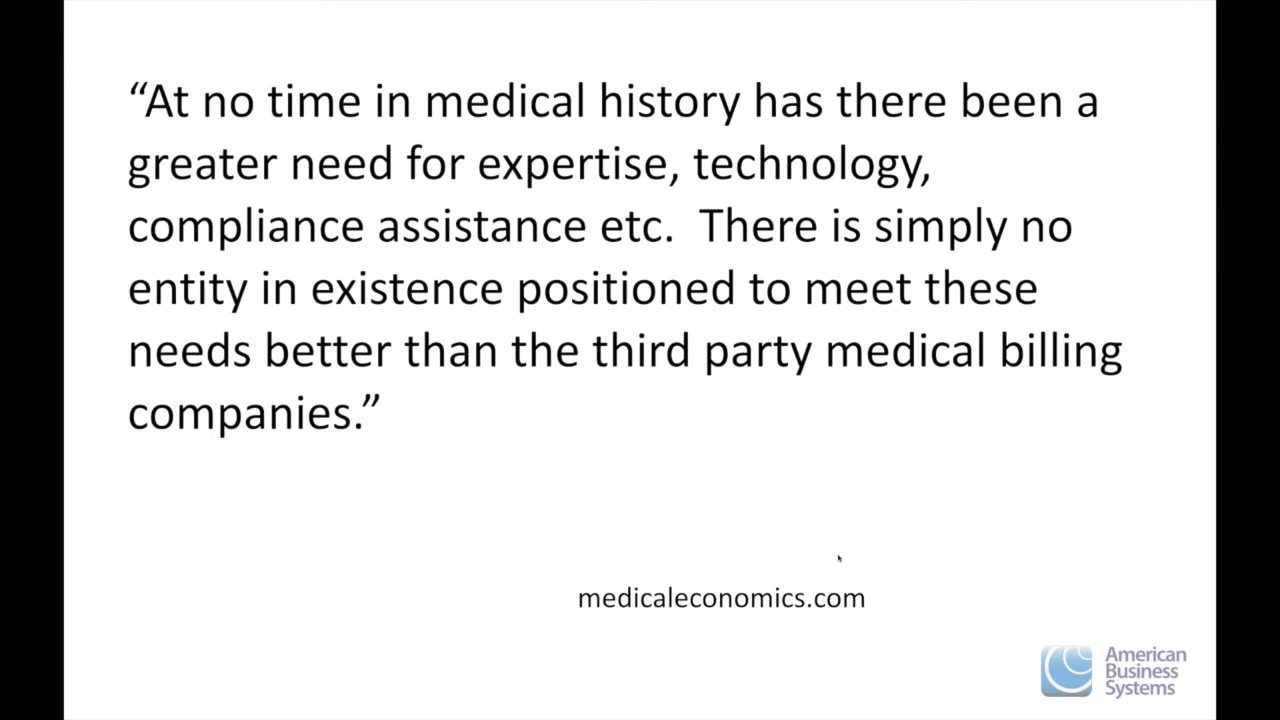 “At no time in medical history has there been a
greater need for expertise, technology,
compliance assistance etc.  There is simply no
entity in existence positioned to meet these
needs better than the third party medical billing
companies.”
medicaleconomics.com
American
Business
Systems